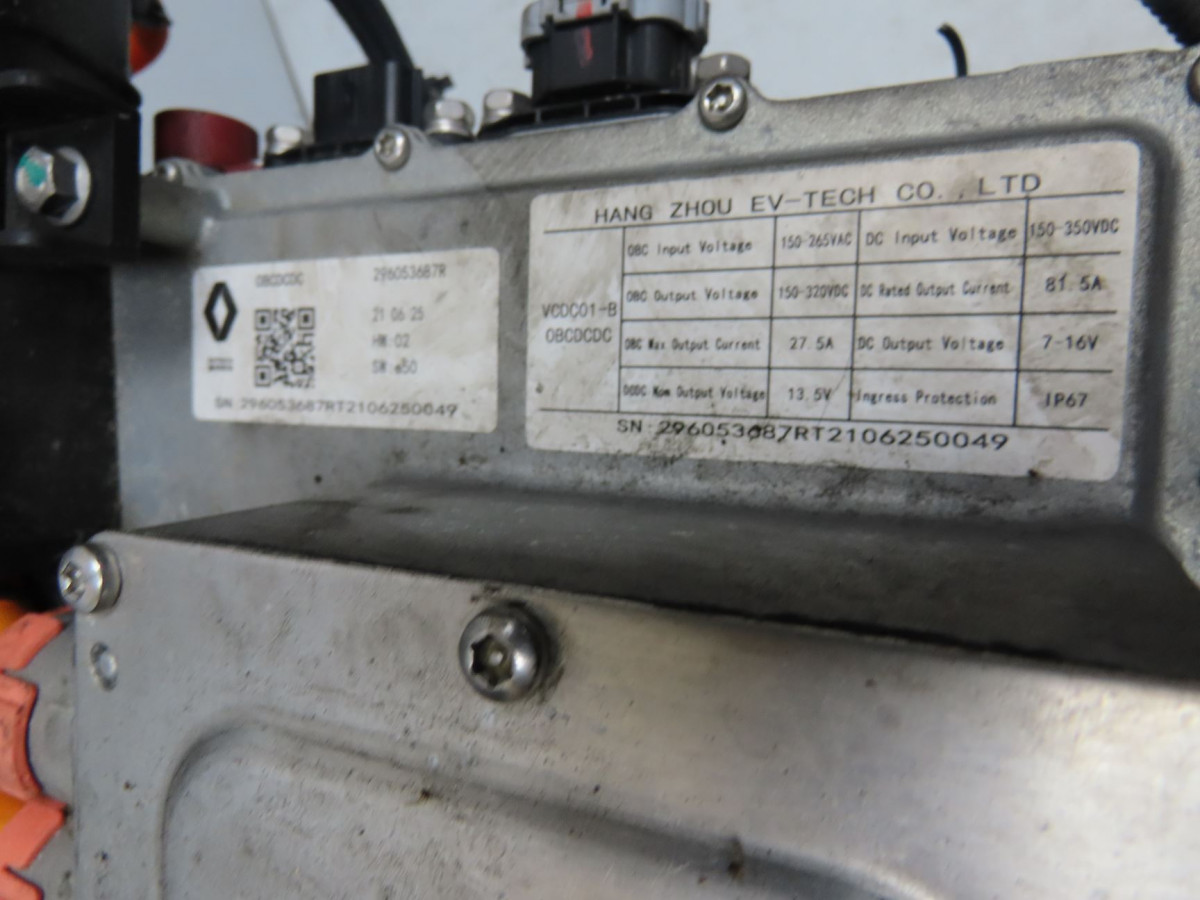 OBCDCDC 296053687R
21 06 25
HW 02
SW e50
SN 296053687RT2106250049
HANG ZHOU EV-TECH CO., LTD
VCDC01-B
OBCDCDC
OBC Input Voltage 150-265VAC DC Input Voltage 150-350VDC
OBC Output Voltage 150-320VDC DC Rated Output Current 81.5A
OBC Max Output Current 27.5A DC Output Voltage 7-16V
DCDC Nom Output Voltage 13.5V Ingress Protection IP67
SN 296053687RT2106250049